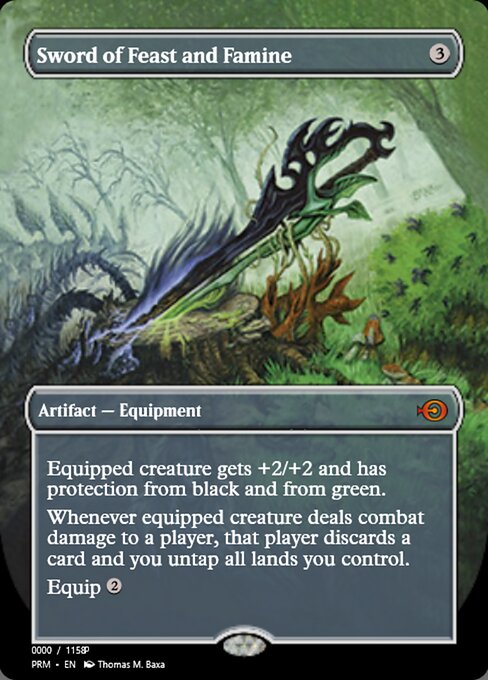 Sword of Feast and Famine 3
Artifact — Equipment
Equipped creature gets +2/+2 and has
protection from black and from green.
Whenever equipped creature deals combat
damage to a player, that player discards a
card and you untap all lands you control.
Equip 2
0000 / 1158P
PRM • EN Thomas M. Baxa